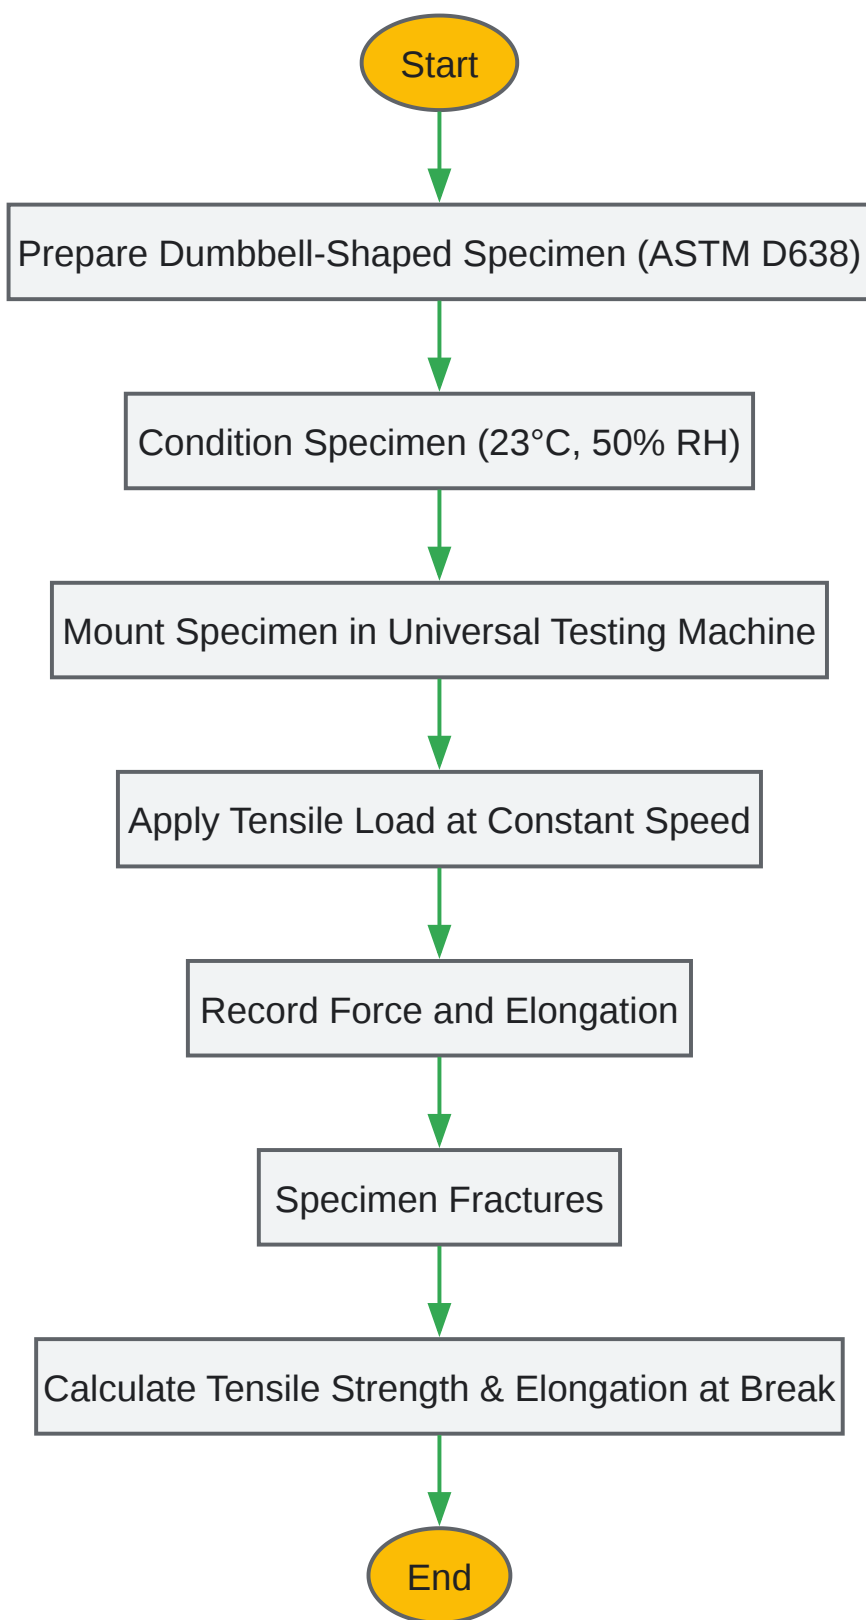 Start
Prepare Dumbbell-Shaped Specimen (ASTM D638)
Condition Specimen (23°C, 50% RH)
Mount Specimen in Universal Testing Machine
Apply Tensile Load at Constant Speed
Record Force and Elongation
Specimen Fractures
Calculate Tensile Strength & Elongation at Break
End